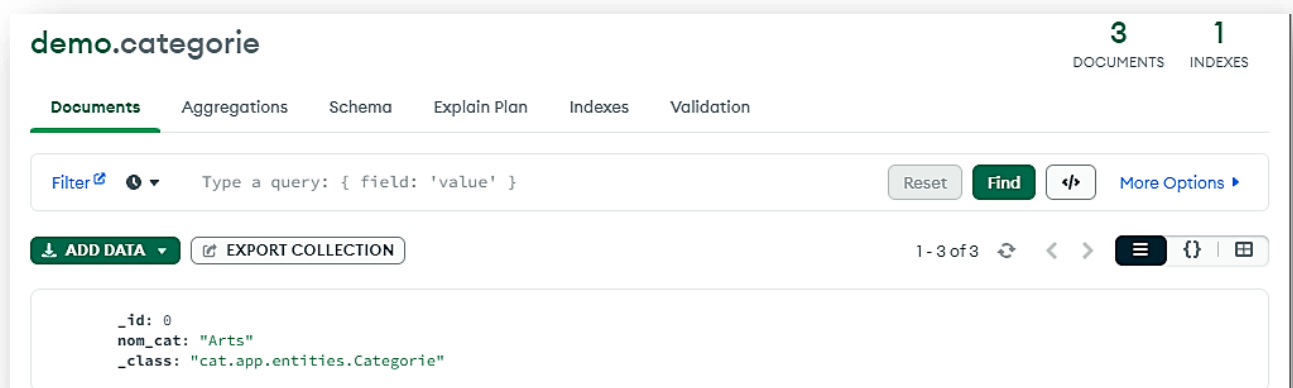 demo.categorie
3 1
DOCUMENTS INDEXES
Documents Aggregations Schema Explain Plan Indexes Validation
Filter Type a query: { field: 'value' } Reset Find </> More Options
ADD DATA EXPORT COLLECTION 1 - 3 of 3 {}
_id: 0
nom_cat: "Arts"
_class: "cat.app.entities.Categorie"